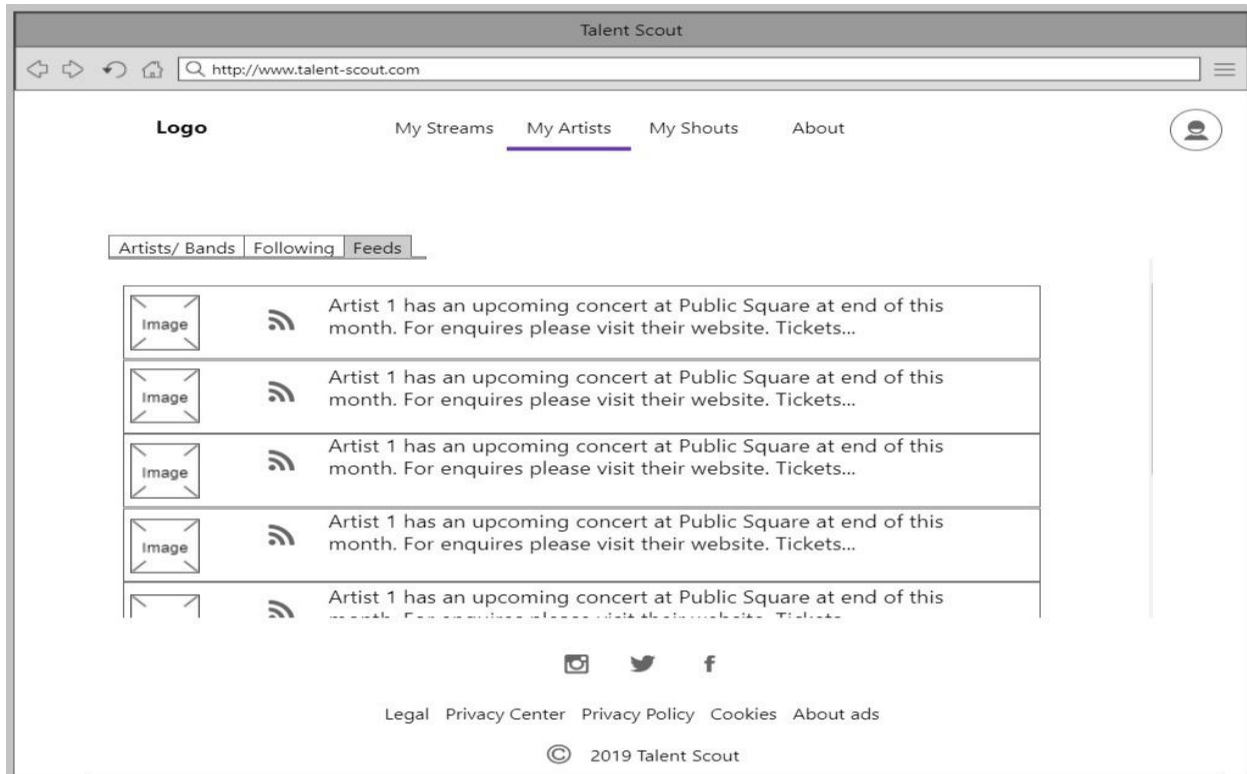 Talent Scout
http://www.talent-scout.com
Logo My Streams My Artists My Shouts About
Artists/ Bands Following Feeds
Image
Artist 1 has an upcoming concert at Public Square at end of this
month. For enquires please visit their website. Tickets...
Image
Artist 1 has an upcoming concert at Public Square at end of this
month. For enquires please visit their website. Tickets...
Image
Artist 1 has an upcoming concert at Public Square at end of this
month. For enquires please visit their website. Tickets...
Image
Artist 1 has an upcoming concert at Public Square at end of this
month. For enquires please visit their website. Tickets...
Artist 1 has an upcoming concert at Public Square at end of this
Legal Privacy Center Privacy Policy Cookies About ads
© 2019 Talent Scout